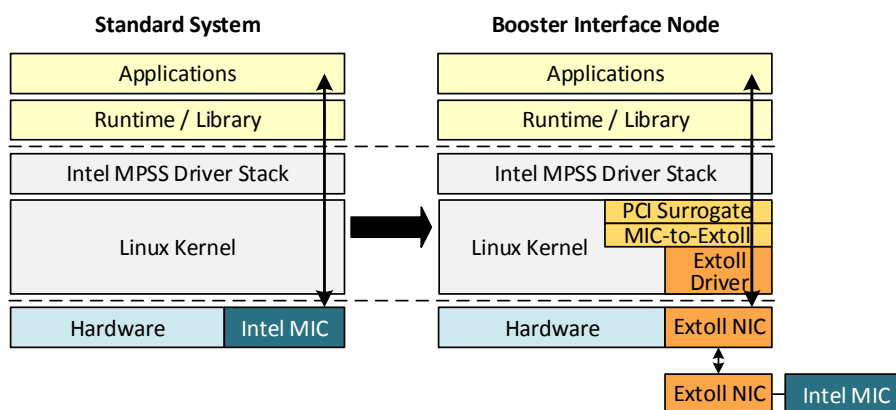 Standard System
Applications
Runtime / Library
Intel MPSS Driver Stack
Linux Kernel
Hardware
Intel MIC
Booster Interface Node
Applications
Runtime / Library
Intel MPSS Driver Stack
PCI Surrogate
MIC-to-Extoll
Linux Kernel
Extoll
Driver
Hardware
Extoll NIC
Extoll NIC
Intel MIC